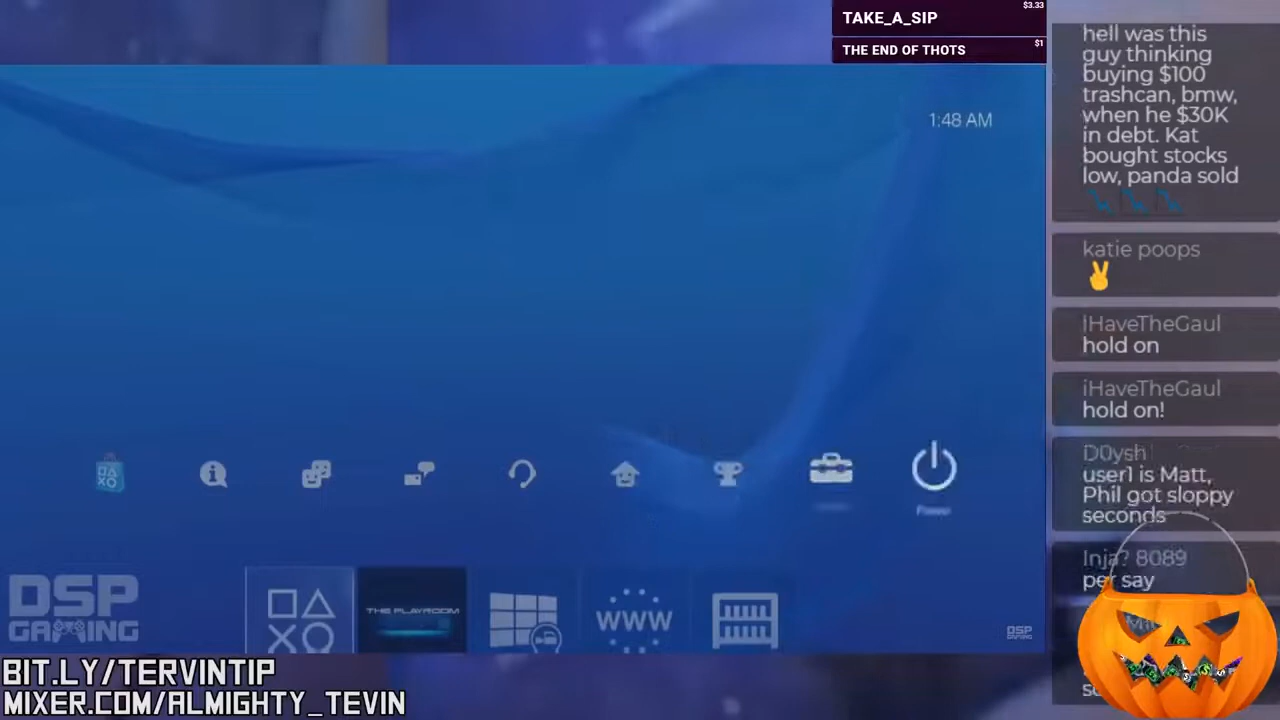 TAKE_A_SIP
$3.33
THE END OF THOTS
$1
1:48 AM
Power
THE PLAYROOM
WWW
DSP
GAMING
DSP
GAMING
BIT.LY/TERVINTIP
MIXER.COM/ALMIGHTY_TEVIN
hell was this
guy thinking
buying $100
trashcan, bmw,
when he $30K
in debt. Kat
bought stocks
low, panda sold
katie poops
✌
iHaveTheGaul
hold on
iHaveTheGaul
hold on!
D0ysh
user1 is Matt,
Phil got sloppy
seconds
Inja? 8089
per say